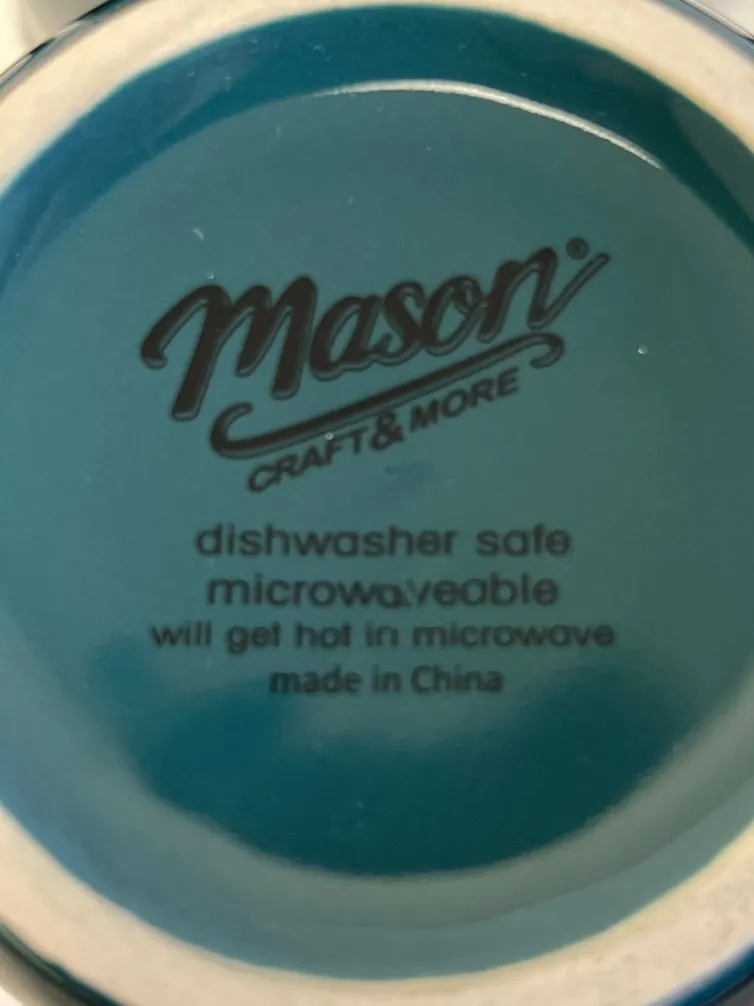 Mason®
CRAFT & MORE
dishwasher safe
microwaveable
will get hot in microwave
made in China